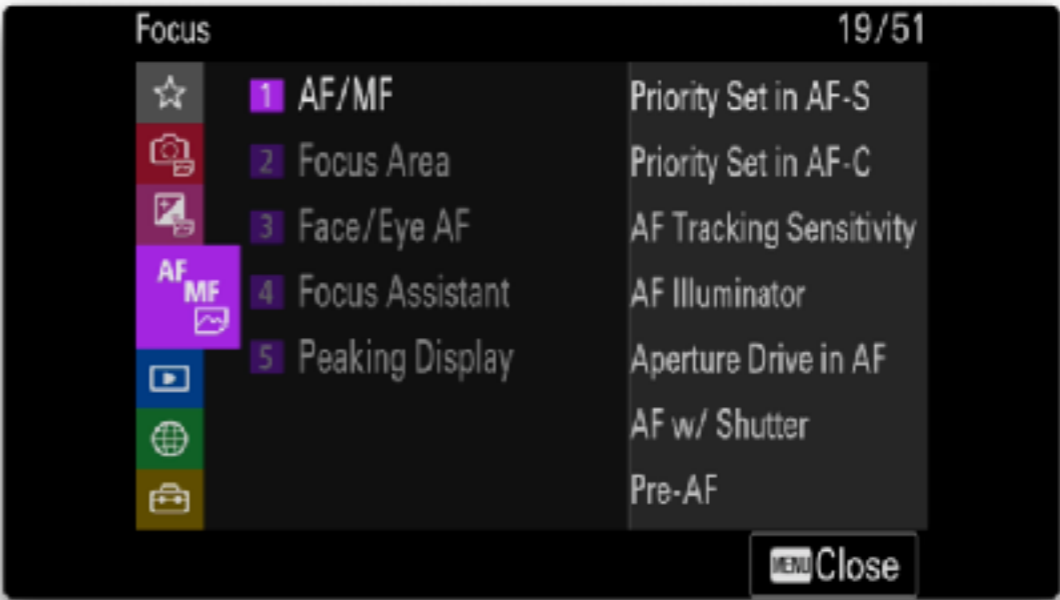 Focus 19/51
1 AF/MF
2 Focus Area
3 Face/Eye AF
4 Focus Assistant
5 Peaking Display
AF MF
Priority Set in AF-S
Priority Set in AF-C
AF Tracking Sensitivity
AF Illuminator
Aperture Drive in AF
AF w/ Shutter
Pre-AF
MENU Close